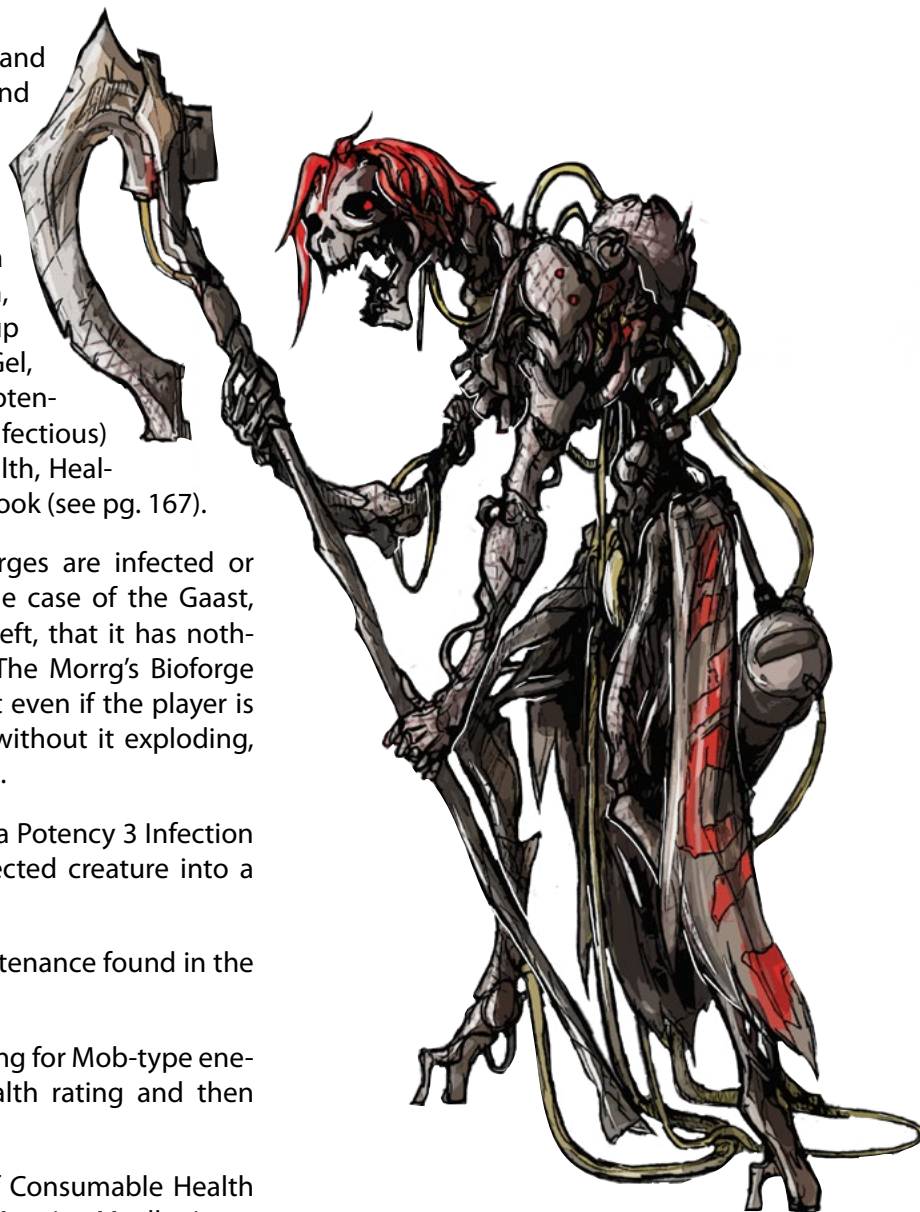 and
nd
,
up
Gel,
oten-
fectious)
alth, Heal-
ook (see pg. 167).
rges are infected or
e case of the Gaast,
eft, that it has noth-
The Morrg's Bioforge
t even if the player is
without it exploding,
.
a Potency 3 Infection
ected creature into a
tenance found in the
ng for Mob-type ene-
alth rating and then
f Consumable Health